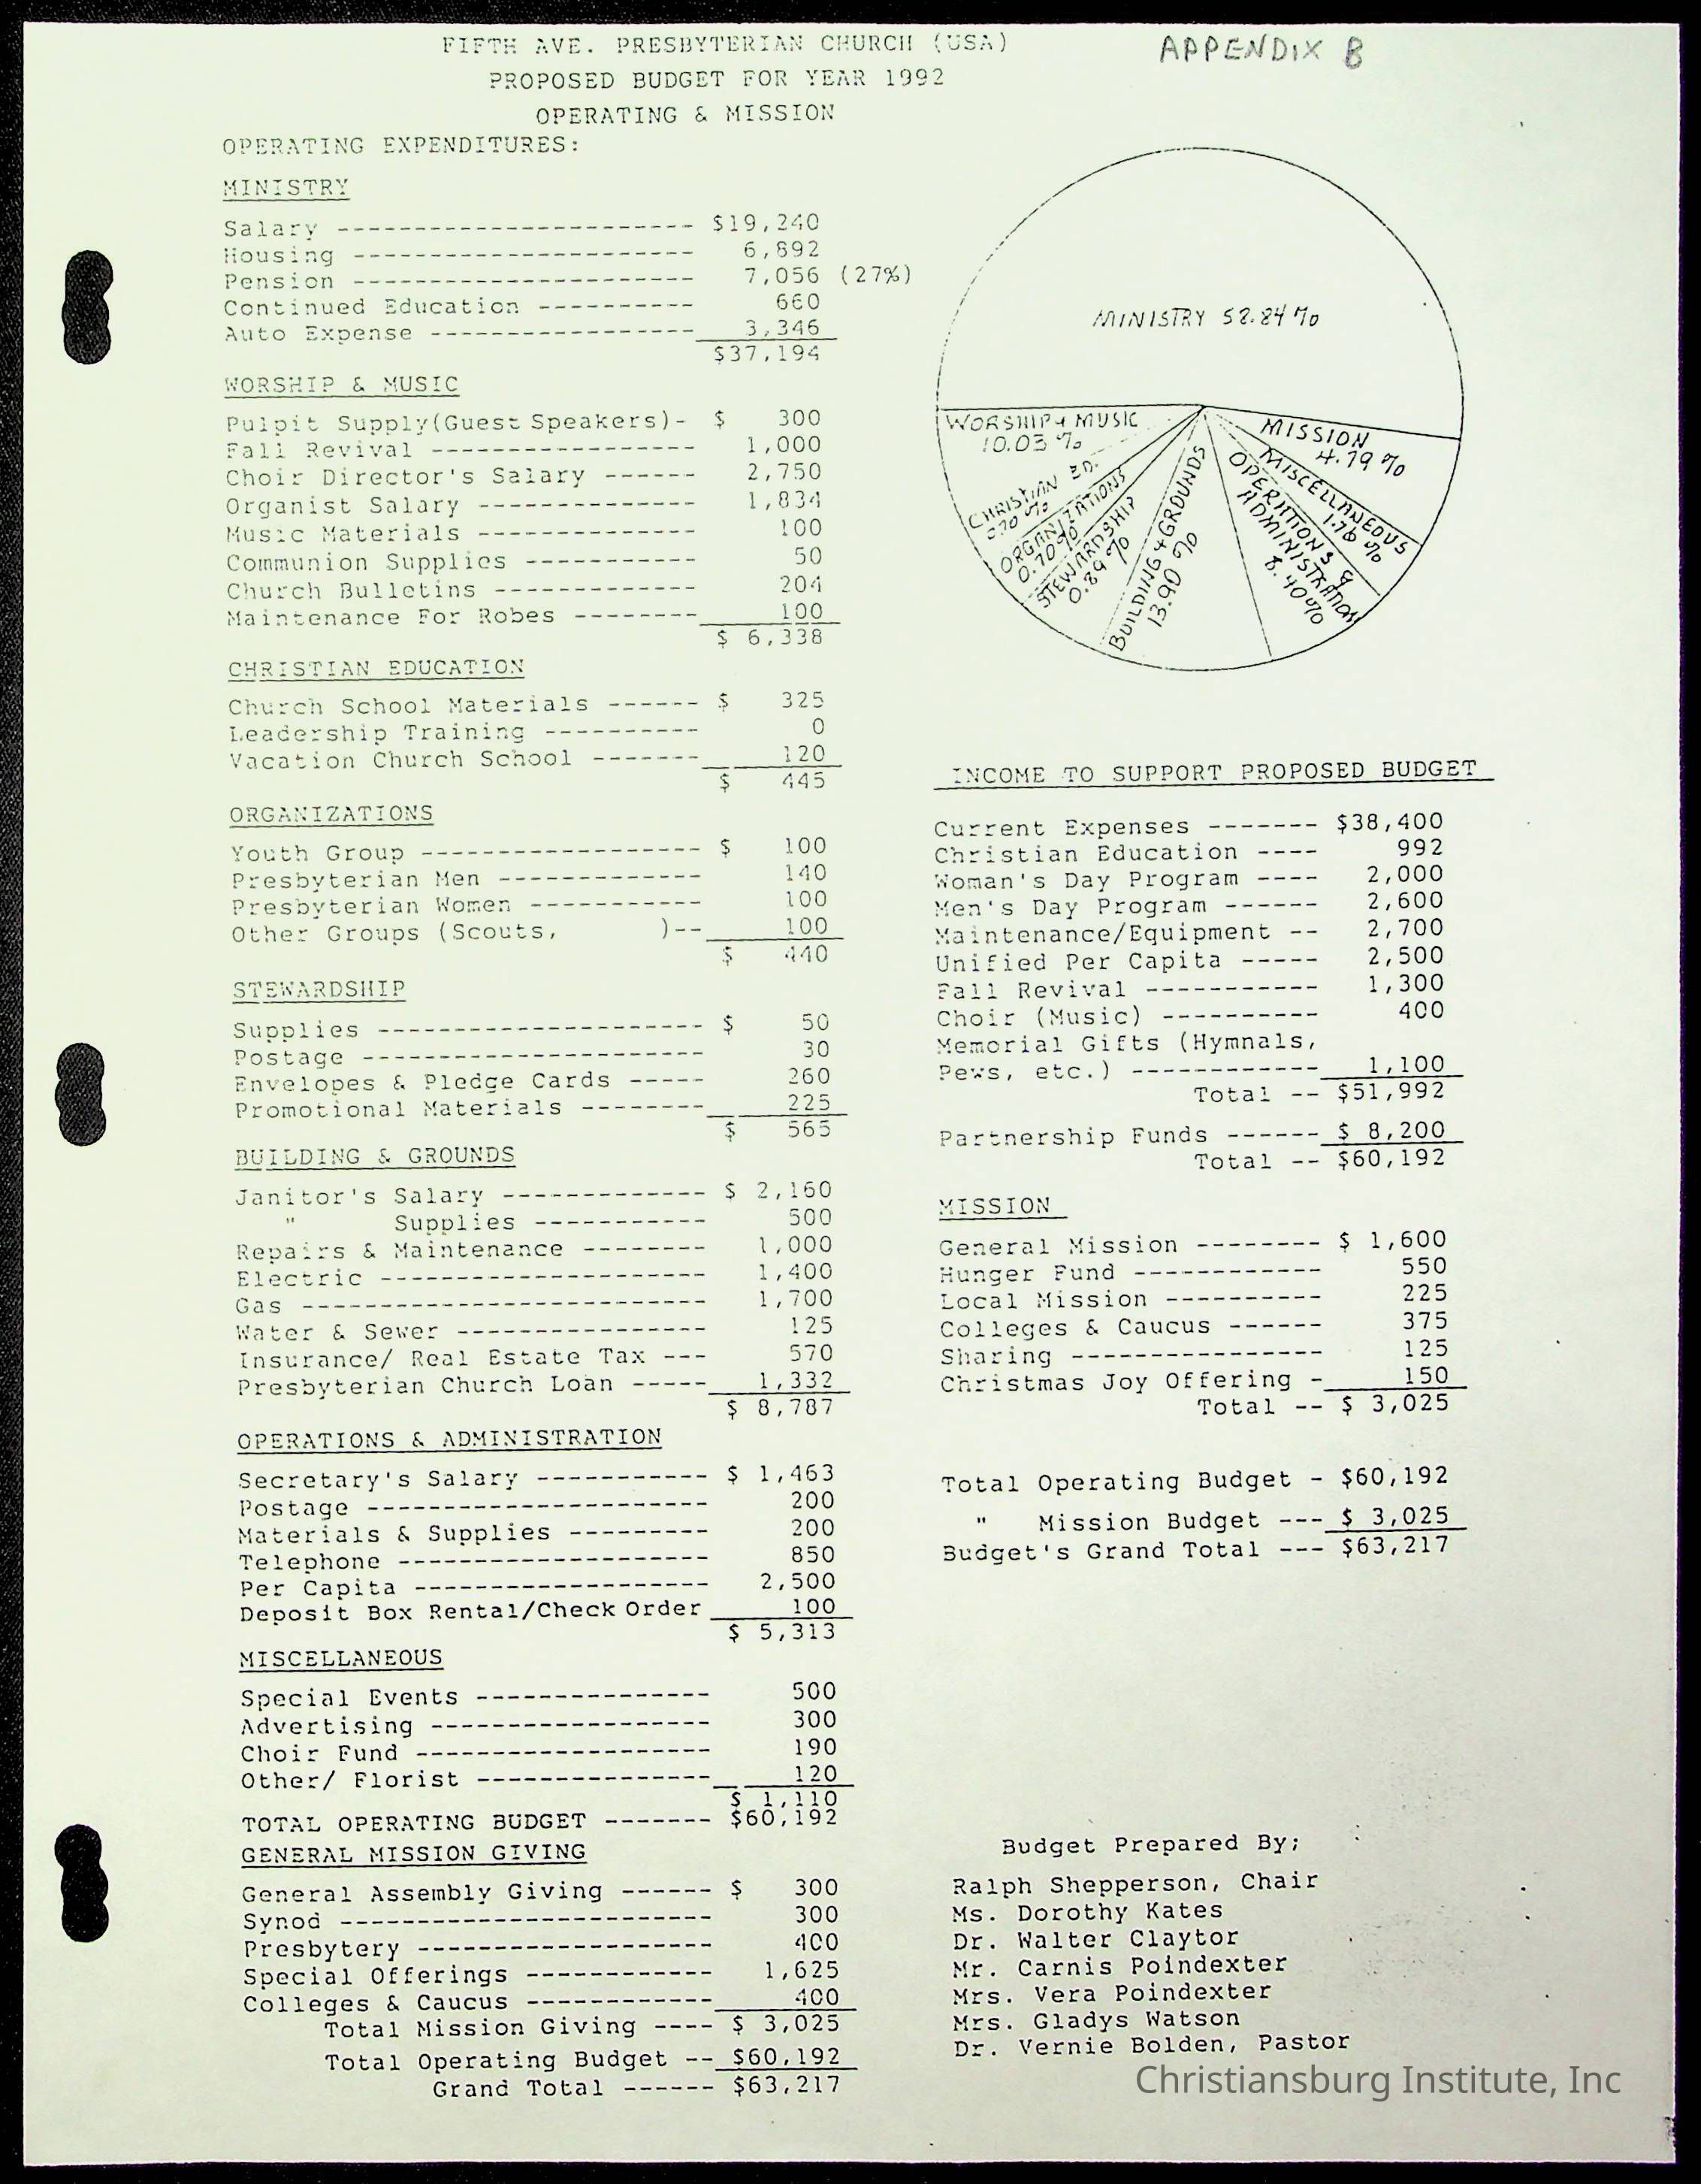 FIFTH AVE. PRESBYTERIAN CHURCH (USA)
APPENDIX B
PROPOSED BUDGET FOR YEAR 1992
OPERATING & MISSION
OPERATING EXPENDITURES:
MINISTRY
Salary ----------------------- $19,240
Housing ---------------------- 6,892
Pension ---------------------- 7,056 (27%)
Continued Education ---------- 660
Auto Expense ----------------- 3,346
$37,194
WORSHIP & MUSIC
Pulpit Supply(Guest Speakers)- $ 300
Fall Revival ----------------- 1,000
Choir Director's Salary ------ 2,750
Organist Salary -------------- 1,834
Music Materials -------------- 100
Communion Supplies ----------- 50
Church Bulletins ------------- 204
Maintenance For Robes -------- 100
$ 6,338
CHRISTIAN EDUCATION
Church School Materials ------ $ 325
Leadership Training ---------- 0
Vacation Church School ------- 120
$ 445
ORGANIZATIONS
Youth Group ------------------ $ 100
Presbyterian Men ------------- 140
Presbyterian Women ----------- 100
Other Groups (Scouts, )-- 100
$ 440
STEWARDSHIP
Supplies --------------------- $ 50
Postage ---------------------- 30
Envelopes & Pledge Cards ----- 260
Promotional Materials -------- 225
$ 565
BUILDING & GROUNDS
Janitor's Salary ------------- $ 2,160
" Supplies ----------- 500
Repairs & Maintenance -------- 1,000
Electric --------------------- 1,400
Gas -------------------------- 1,700
Water & Sewer ---------------- 125
Insurance/ Real Estate Tax --- 570
Presbyterian Church Loan ----- 1,332
$ 8,787
OPERATIONS & ADMINISTRATION
Secretary's Salary ----------- $ 1,463
Postage ---------------------- 200
Materials & Supplies --------- 200
Telephone -------------------- 850
Per Capita ------------------- 2,500
Deposit Box Rental/Check Order 100
$ 5,313
MISCELLANEOUS
Special Events --------------- 500
Advertising ------------------ 300
Choir Fund ------------------- 190
Other/ Florist --------------- 120
$ 1,110
TOTAL OPERATING BUDGET ------- $60,192
GENERAL MISSION GIVING
General Assembly Giving ------ $ 300
Synod ------------------------ 300
Presbytery ------------------- 400
Special Offerings ------------ 1,625
Colleges & Caucus ------------ 400
Total Mission Giving ---- $ 3,025
Total Operating Budget -- $60,192
Grand Total ------ $63,217
MINISTRY 58.84%
WORSHIP & MUSIC
10.03 %
CHRISTIAN ED.
.070 %
ORGANIZATIONS
0.70%
STEWARDSHIP
0.89 %
BUILDING & GROUNDS
13.90 %
OPERATIONS &
ADMINISTRATION
8.40%
MISCELLANEOUS
1.76 %
MISSION
4.79 %
INCOME TO SUPPORT PROPOSED BUDGET
Current Expenses ------- $38,400
Christian Education ---- 992
Woman's Day Program ---- 2,000
Men's Day Program ------ 2,600
Maintenance/Equipment -- 2,700
Unified Per Capita ----- 2,500
Fall Revival ----------- 1,300
Choir (Music) ---------- 400
Memorial Gifts (Hymnals,
Pews, etc.) ------------ 1,100
Total -- $51,992
Partnership Funds ------ $ 8,200
Total -- $60,192
MISSION
General Mission -------- $ 1,600
Hunger Fund ------------ 550
Local Mission ---------- 225
Colleges & Caucus ------ 375
Sharing ---------------- 125
Christmas Joy Offering - 150
Total -- $ 3,025
Total Operating Budget - $60,192
" Mission Budget --- $ 3,025
Budget's Grand Total --- $63,217
Budget Prepared By;
Ralph Shepperson, Chair
Ms. Dorothy Kates
Dr. Walter Claytor
Mr. Carnis Poindexter
Mrs. Vera Poindexter
Mrs. Gladys Watson
Dr. Vernie Bolden, Pastor
Christiansburg Institute, Inc